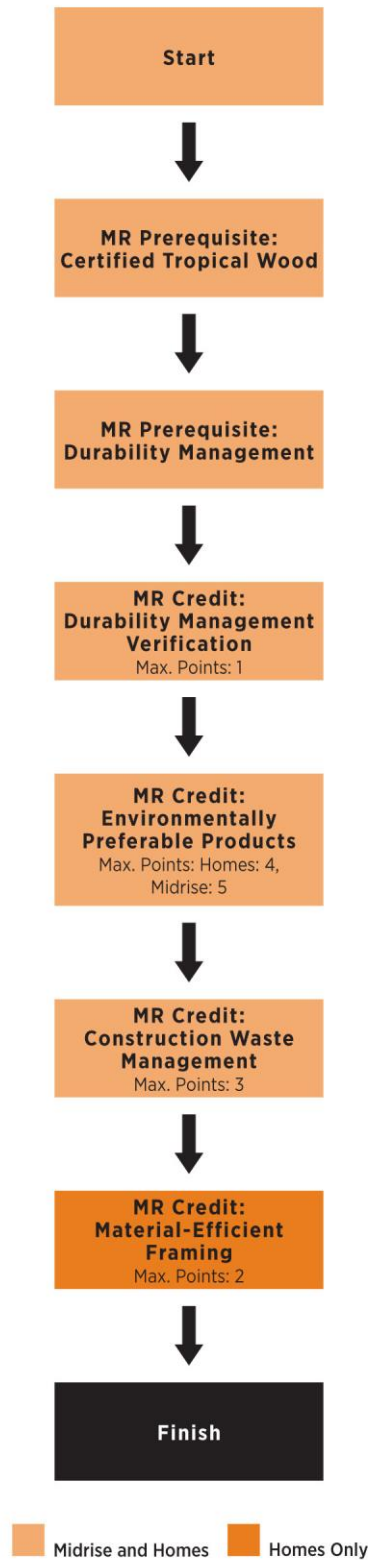 Start
MR Prerequisite:
Certified Tropical Wood
MR Prerequisite:
Durability Management
MR Credit:
Durability Management
Verification
Max. Points: 1
MR Credit:
Environmentally
Preferable Products
Max. Points: Homes: 4,
Midrise: 5
MR Credit:
Construction Waste
Management
Max. Points: 3
MR Credit:
Material-Efficient
Framing
Max. Points: 2
Finish
Midrise and Homes Homes Only